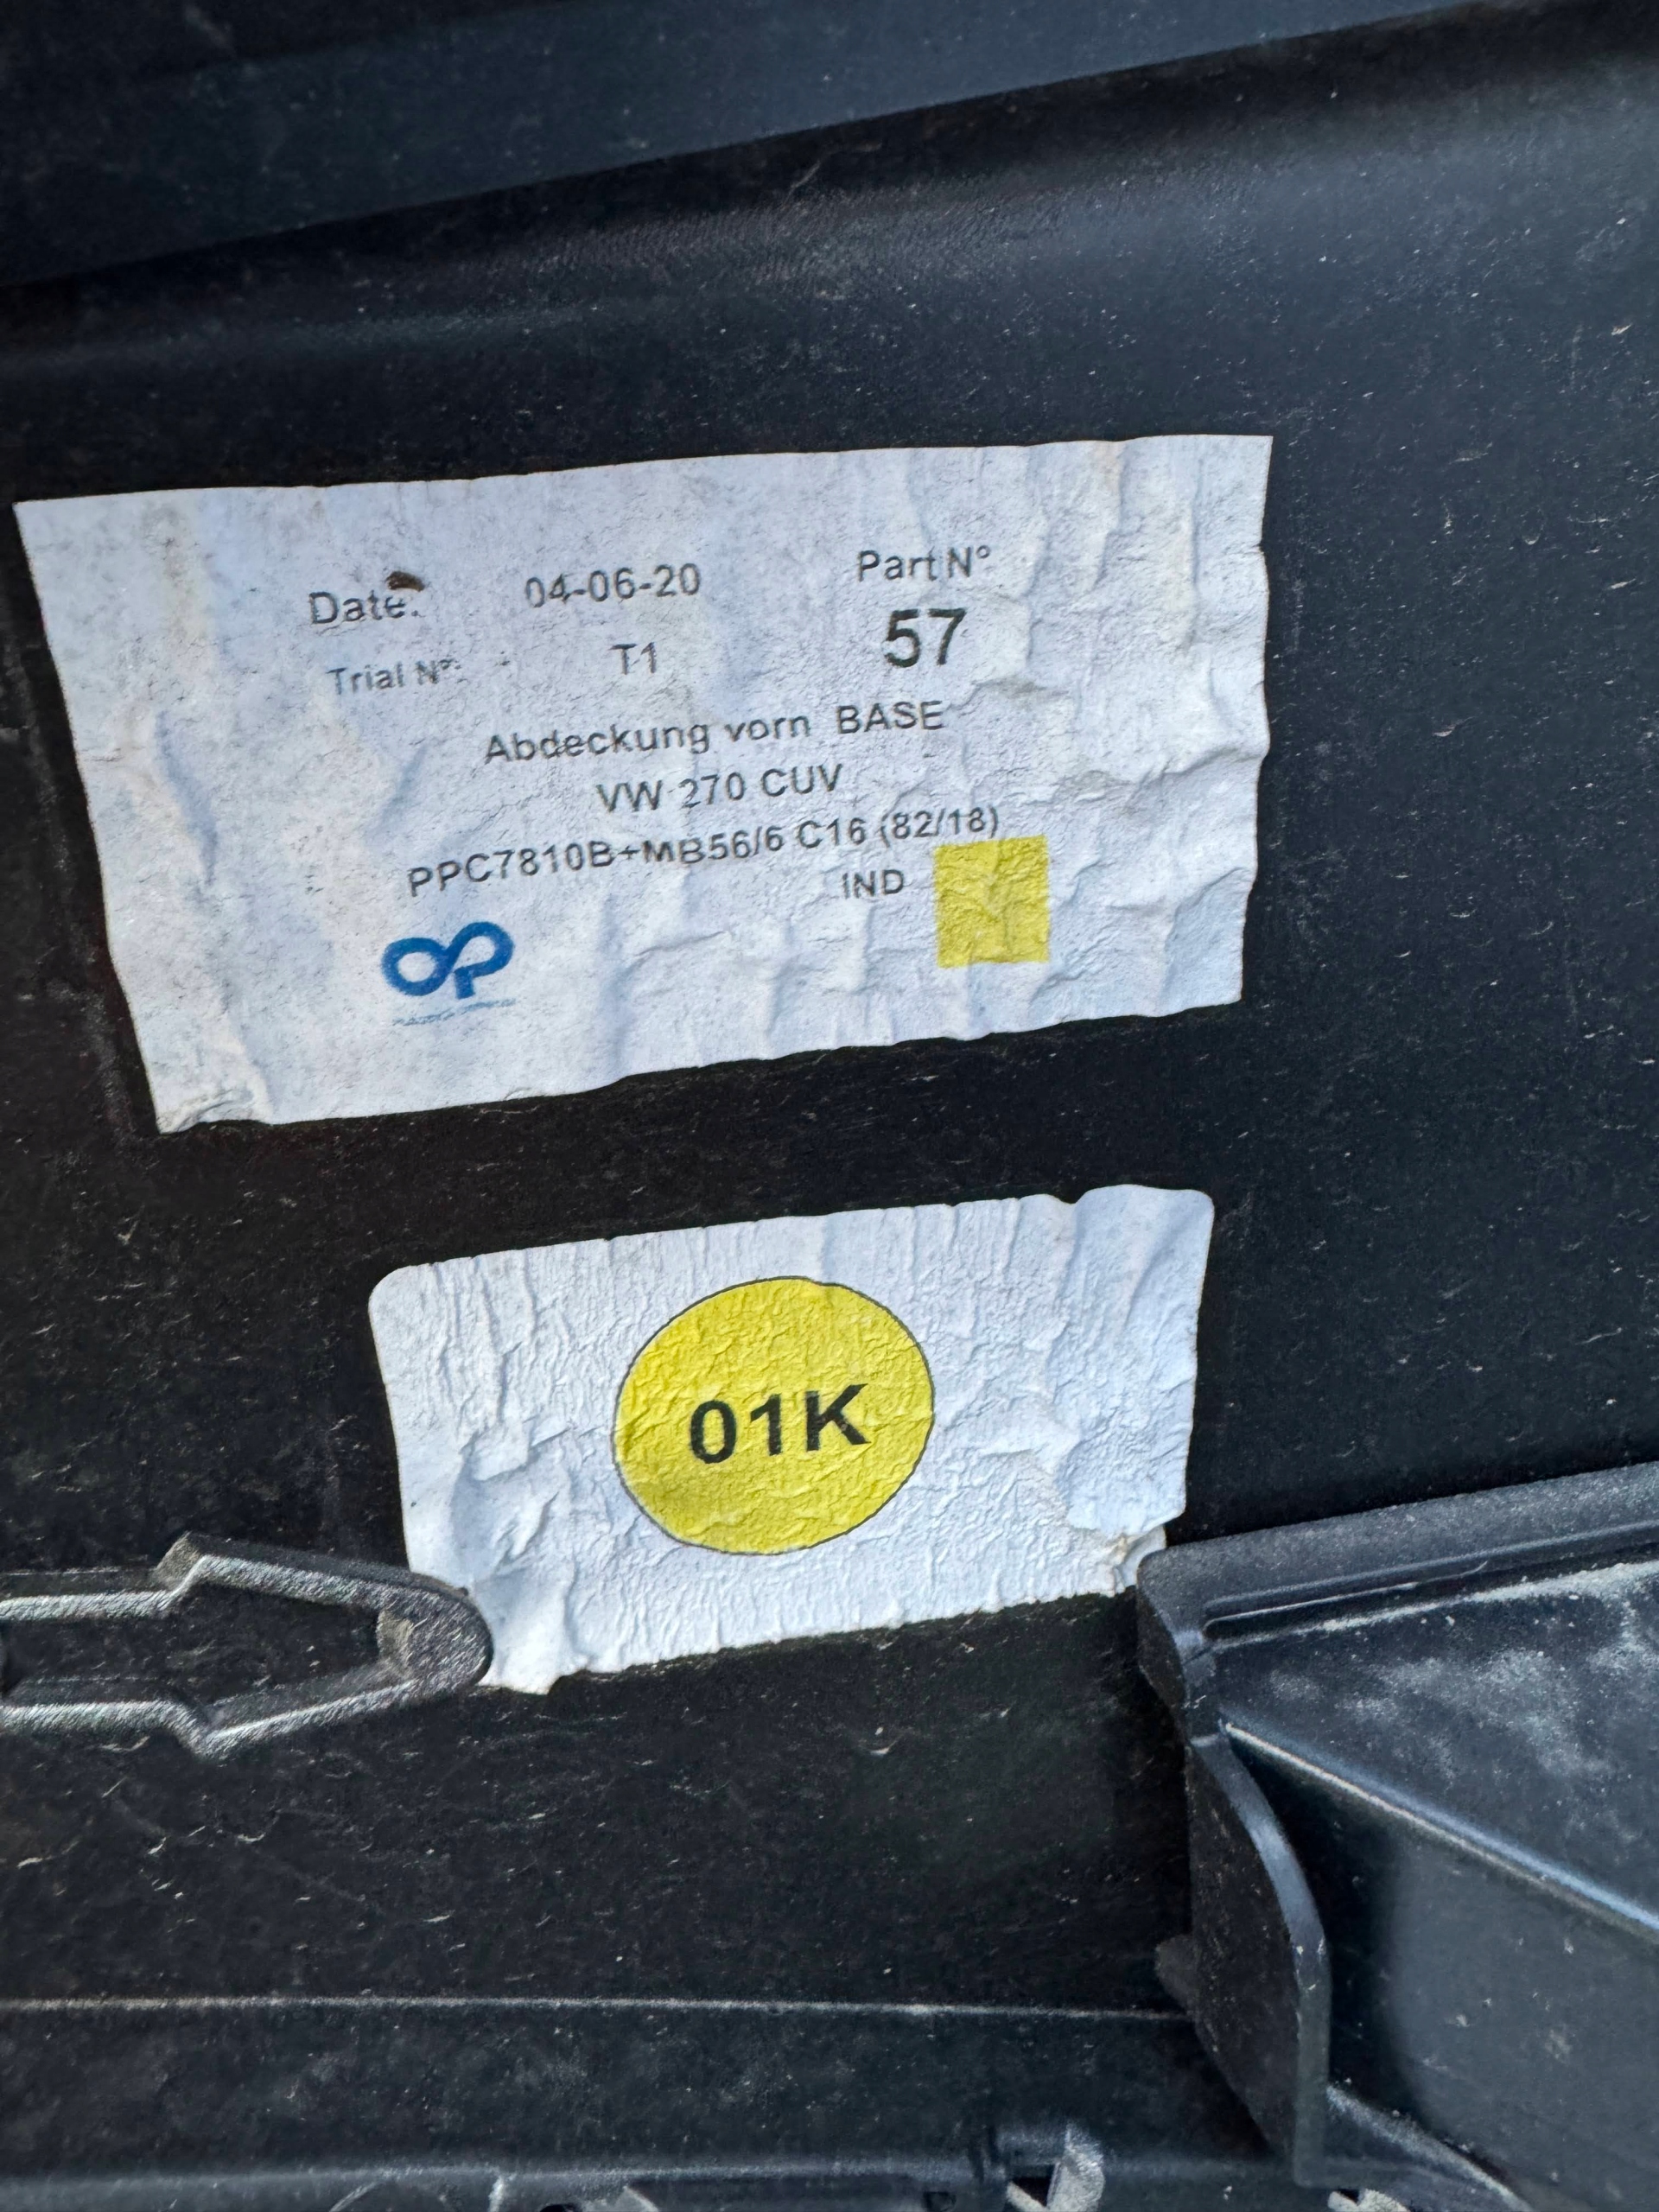 Date: 04-06-20
Part N°
Trial N°: T1
57
Abdeckung vorn BASE
VW 270 CUV
PPC7810B+MB56/6 C16 (82/18)
IND
OP
01K